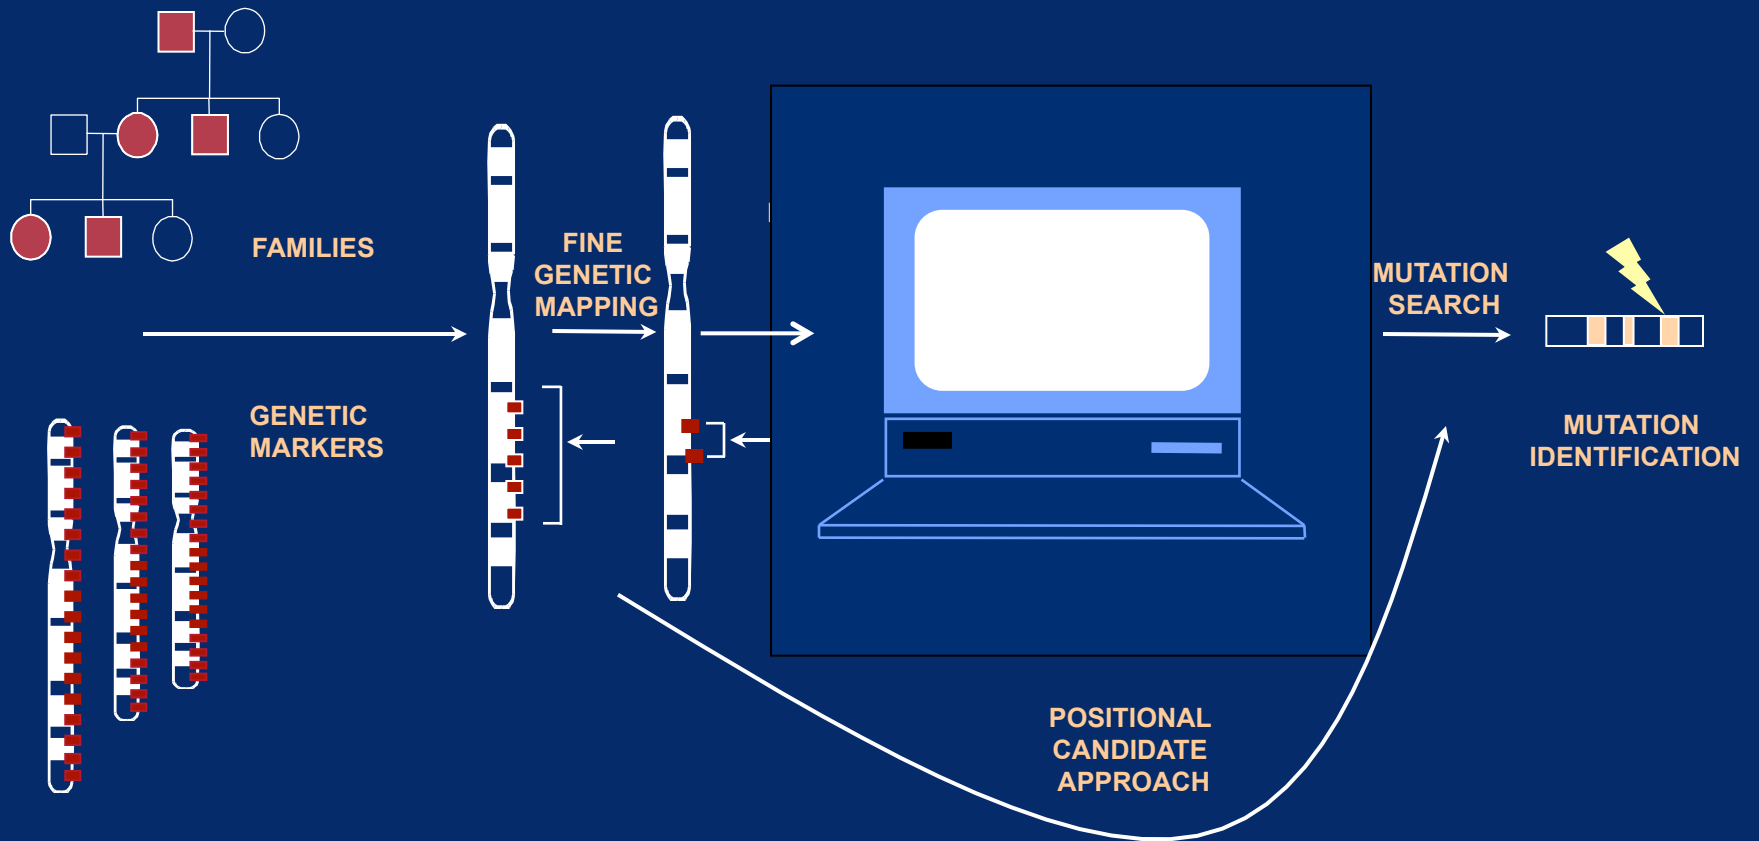 FAMILIES
GENETIC
MARKERS
FINE
GENETIC
MAPPING
MUTATION
SEARCH
MUTATION
IDENTIFICATION
POSITIONAL
CANDIDATE
APPROACH